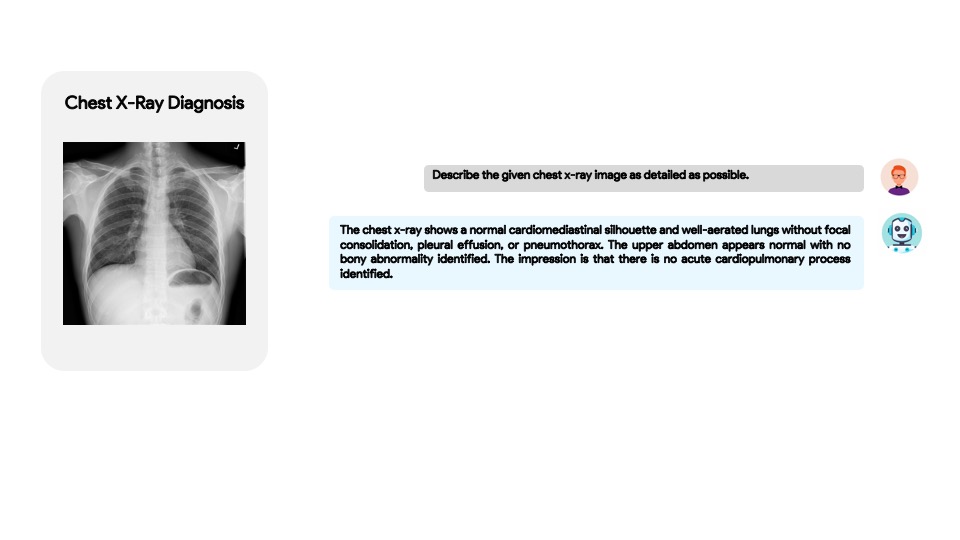 Chest X-Ray Diagnosis
Describe the given chest x-ray image as detailed as possible.
The chest x-ray shows a normal cardiomediastinal silhouette and well-aerated lungs without focal
consolidation, pleural effusion, or pneumothorax. The upper abdomen appears normal with no
bony abnormality identified. The impression is that there is no acute cardiopulmonary process
identified.